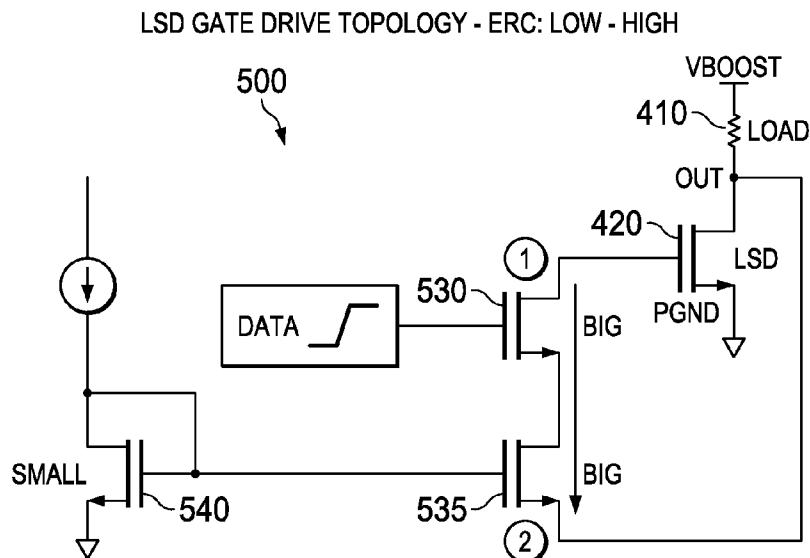 LSD GATE DRIVE TOPOLOGY - ERC: LOW - HIGH
500
VBOOST
410
LOAD
OUT
420
1
530
LSD
DATA
BIG
PGND
SMALL
BIG
540
535
2